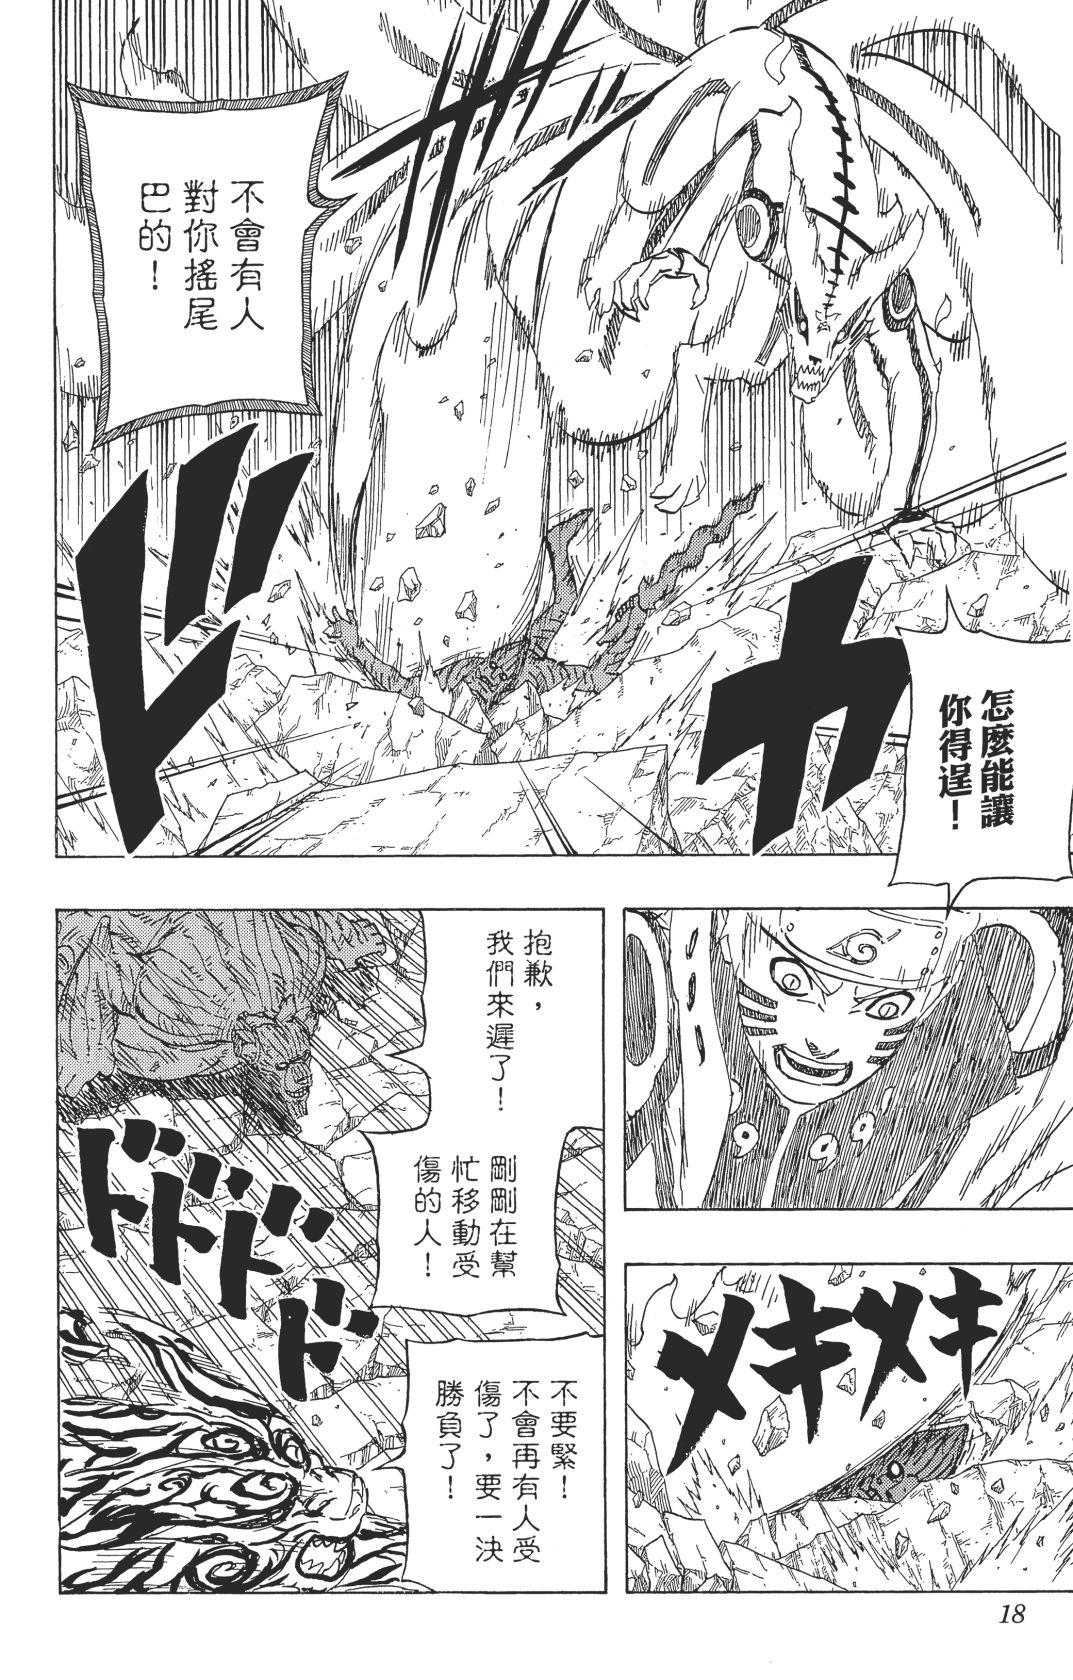 怎麼能讓
你得逞！
不會有人
對你搖尾
巴的！
ドガッ
メキメキ
抱歉，
我們來遲了！
剛剛在幫
忙移動受
傷的人！
ドドドド
不要緊！
不會再有人受
傷了，要一決
勝負了！
18